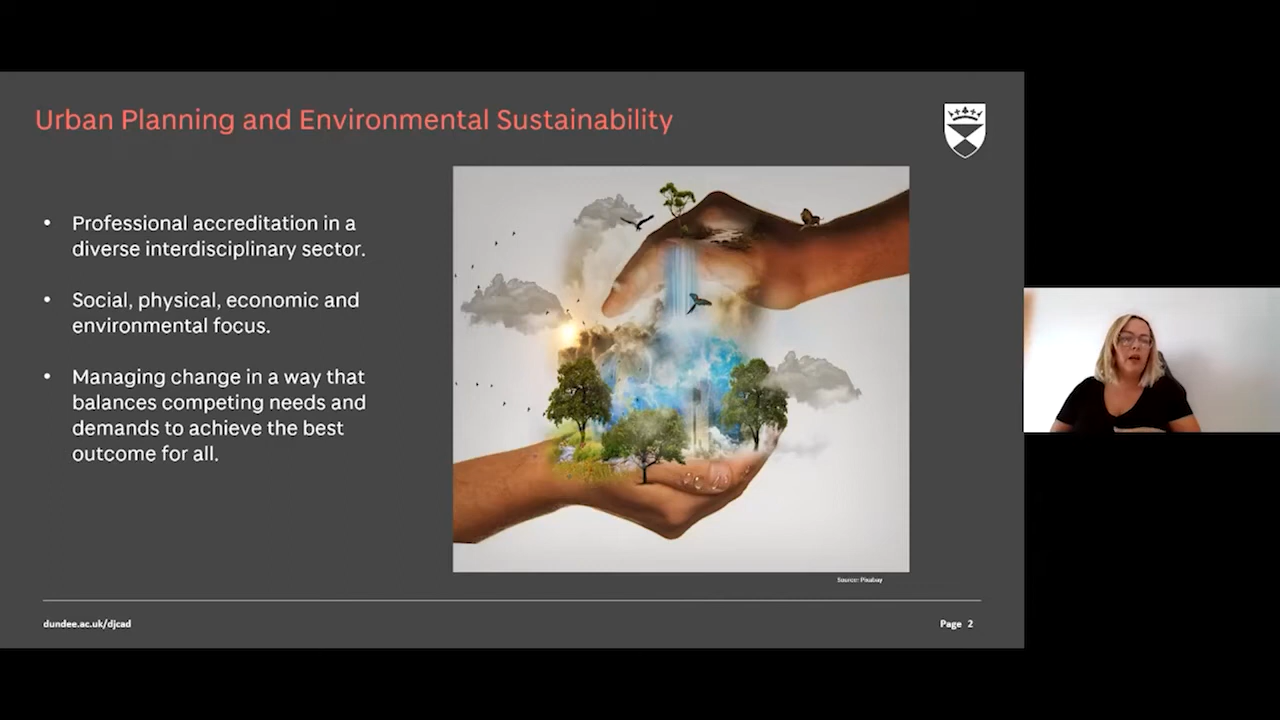 Urban Planning and Environmental Sustainability
• Professional accreditation in a
diverse interdisciplinary sector.
• Social, physical, economic and
environmental focus.
• Managing change in a way that
balances competing needs and
demands to achieve the best
outcome for all.
Source: Pixabay
dundee.ac.uk/djcad
Page 2